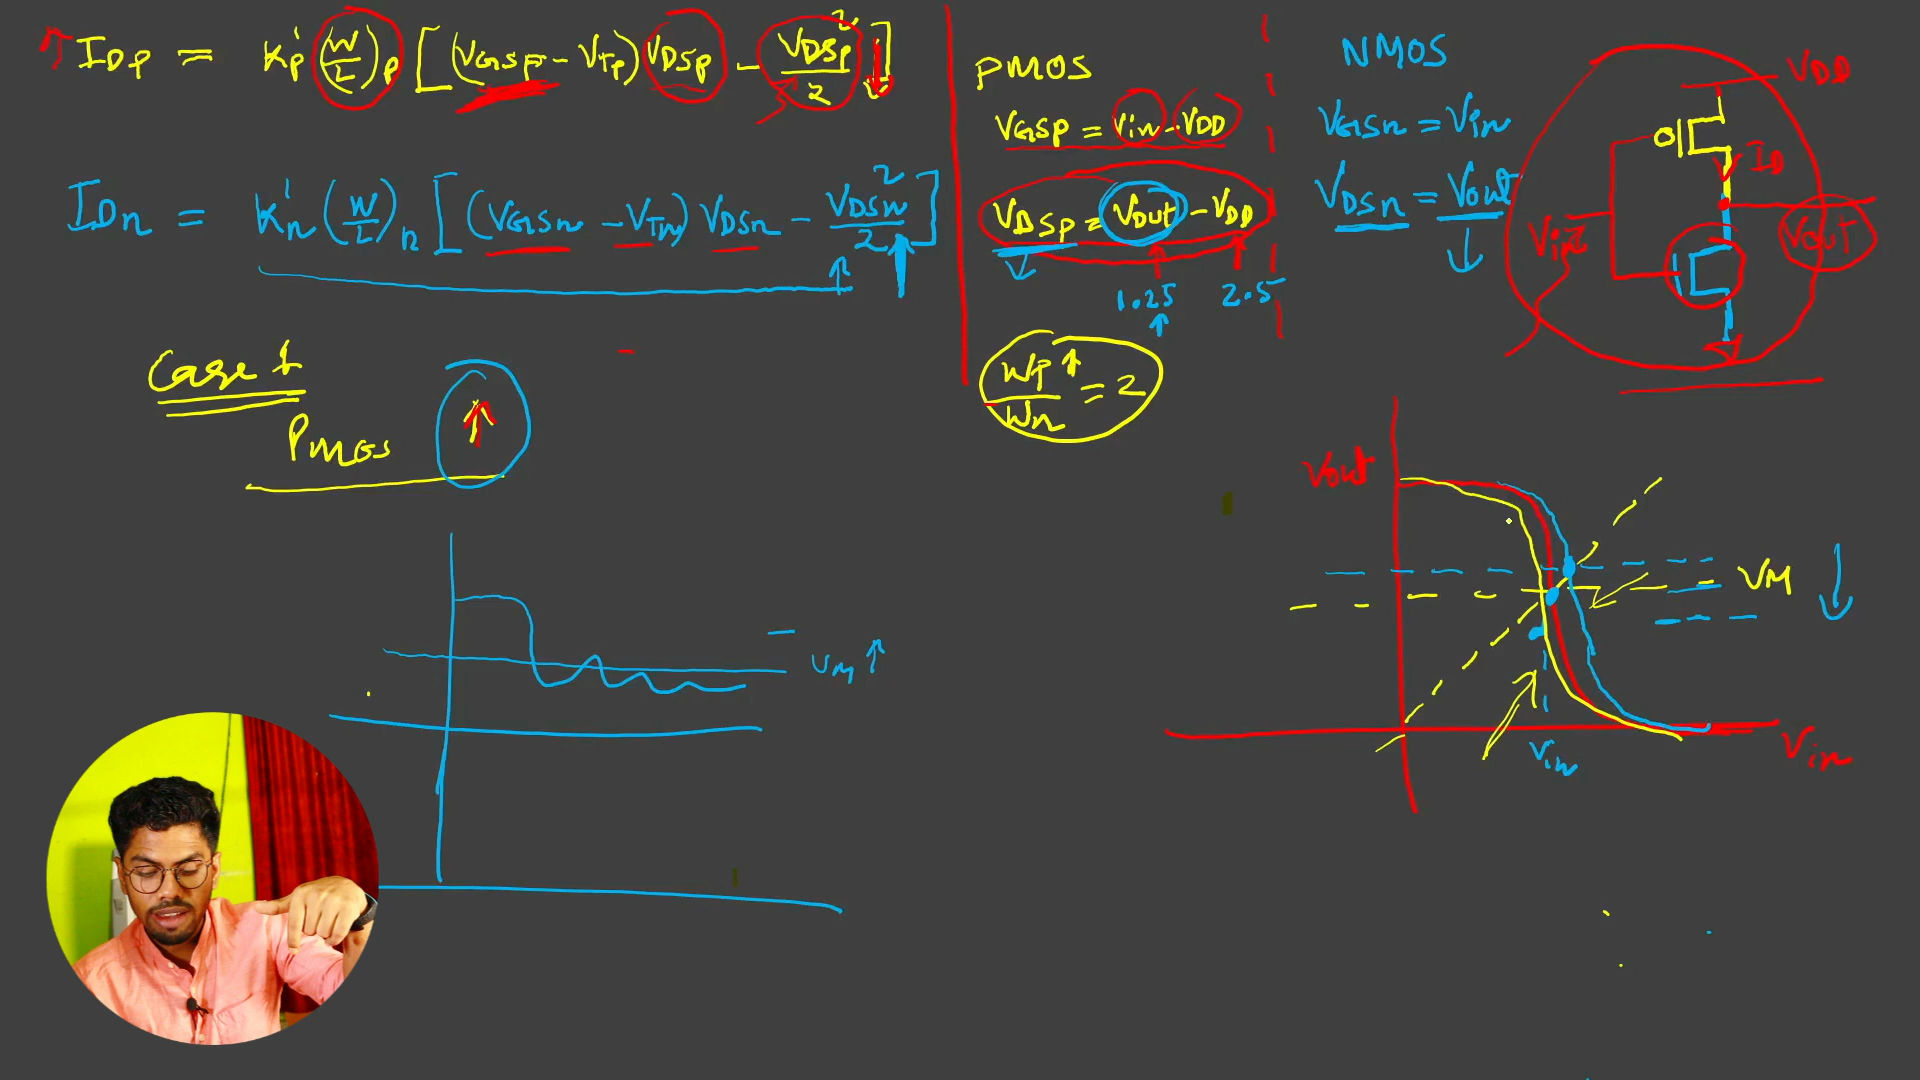 ↑ IDp = K'p (W/L)p [(VGSp - VTp) VDSp - VDSp²/2]
IDn = K'n (W/L)n [(VGSn - VTn) VDSn - VDSn²/2]
PMOS
VGSp = Vin - VDD
VDSp = Vout - VDD
1.25 2.5
Wp↑/Wn = 2
NMOS
VGSn = Vin
VDSn = Vout
VDD
ID
Vin
Vout
Case 1
PMOS ↑
VM ↑
Vout
VM ↓
Vin
Vin